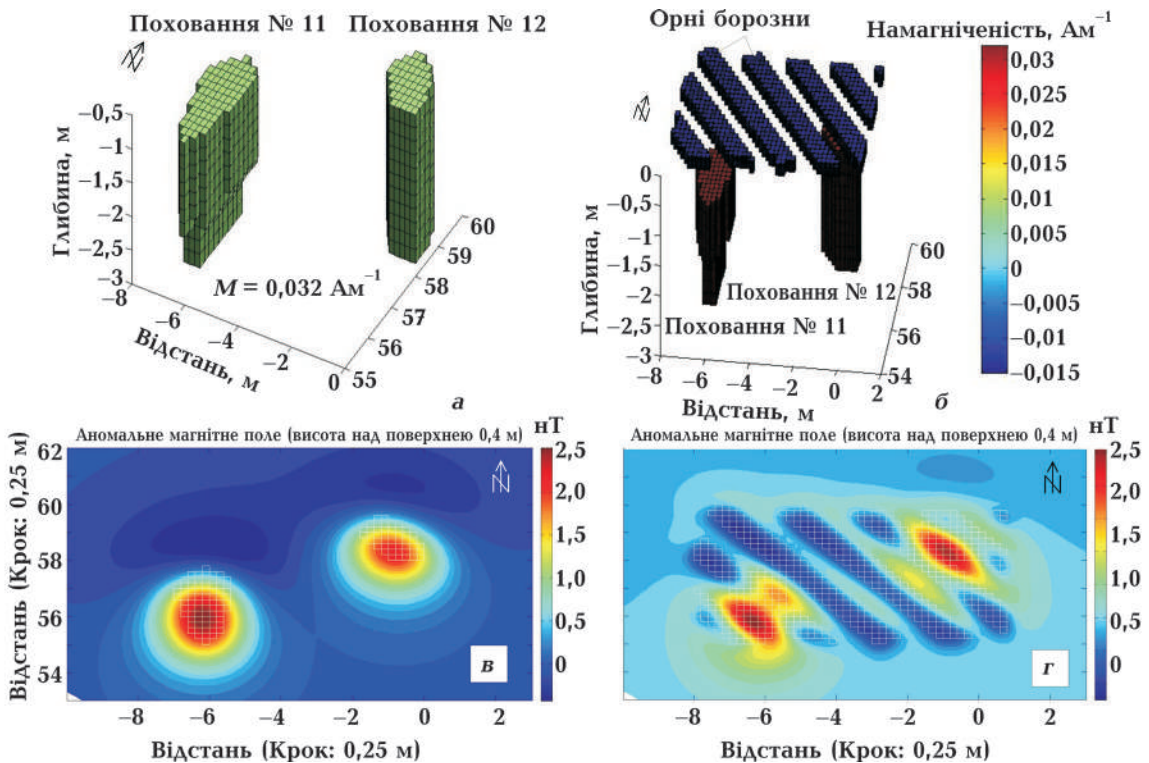 Поховання № 11
Поховання № 12
N
−0,5
−1
−1,5
−2
−2,5
−3
Глибина, м
−8
−6
−4
−2
0
Відстань, м
55
56
57
58
59
60
M = 0,032 Ам⁻¹
а
Орні борозни
N
0
−0,5
−1
−1,5
−2
−2,5
−3
Глибина, м
Поховання № 12
Поховання № 11
−8
−6
−4
−2
0
2
Відстань, м
54
56
58
60
б
Намагніченість, Ам⁻¹
0,03
0,025
0,02
0,015
0,01
0,005
0
−0,005
−0,01
−0,015
Аномальне магнітне поле (висота над поверхнею 0,4 м)
нТ
62
60
58
56
54
Відстань (Крок: 0,25 м)
N
в
−8
−6
−4
−2
0
2
Відстань (Крок: 0,25 м)
2,5
2,0
1,5
1,0
0,5
0
Аномальне магнітне поле (висота над поверхнею 0,4 м)
нТ
N
г
−8
−6
−4
−2
0
2
Відстань (Крок: 0,25 м)
2,5
2,0
1,5
1,0
0,5
0